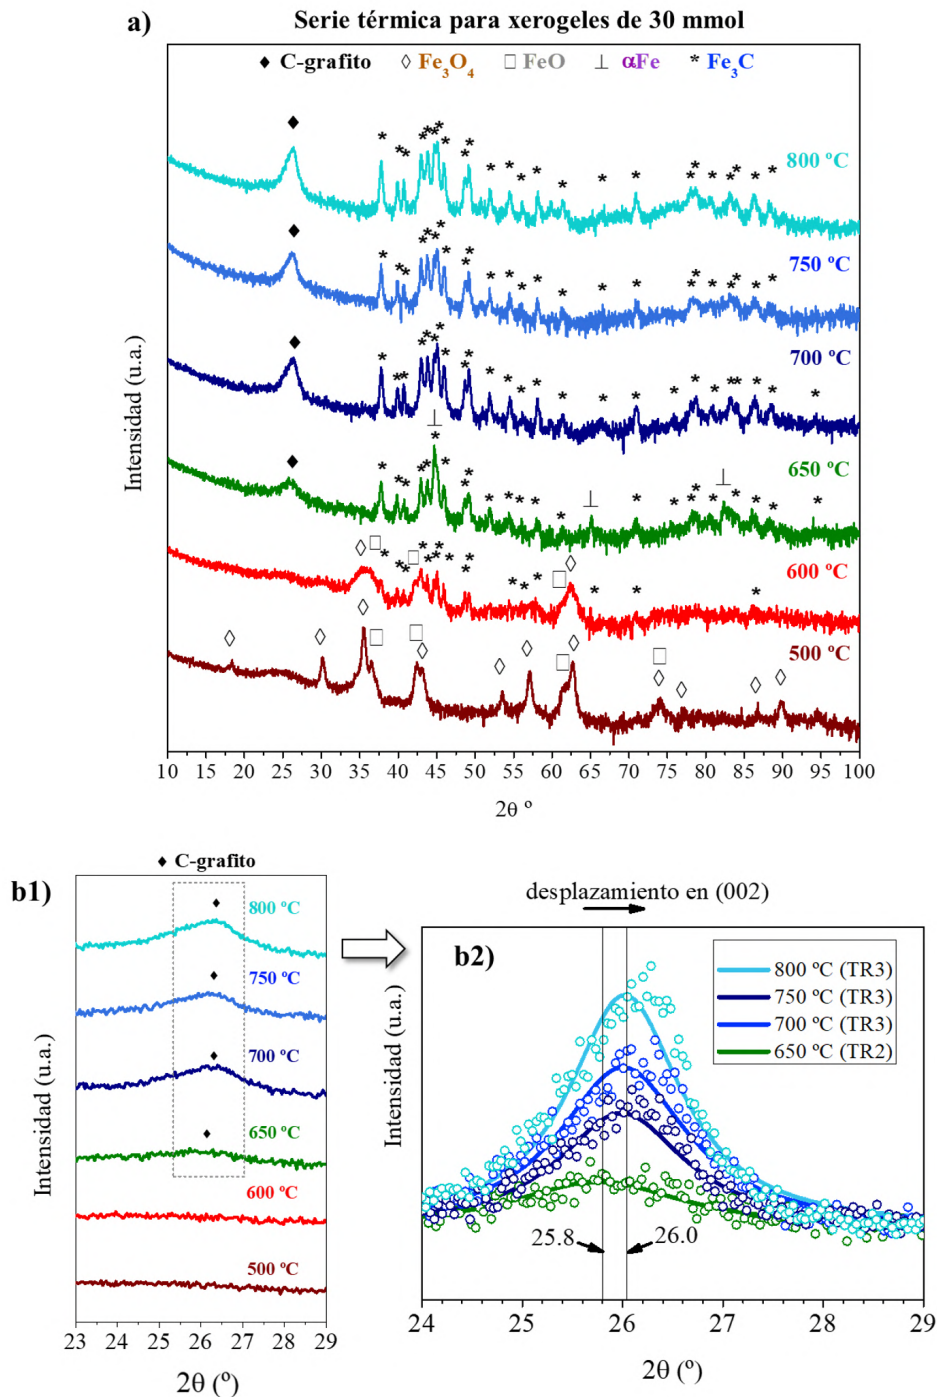 a)
Serie térmica para xerogeles de 30 mmol
♦ C-grafito ◊ Fe₃O₄ □ FeO ⊥ αFe * Fe₃C
800 ºC
750 ºC
700 ºC
650 ºC
600 ºC
500 ºC
Intensidad (u.a.)
10 15 20 25 30 35 40 45 50 55 60 65 70 75 80 85 90 95 100
2θ º
b1)
♦ C-grafito
800 ºC
750 ºC
700 ºC
650 ºC
600 ºC
500 ºC
Intensidad (u.a.)
23 24 25 26 27 28 29
2θ (º)
desplazamiento en (002)
b2)
800 ºC (TR3)
750 ºC (TR3)
700 ºC (TR3)
650 ºC (TR2)
Intensidad (u.a.)
25.8
26.0
24 25 26 27 28 29
2θ (º)